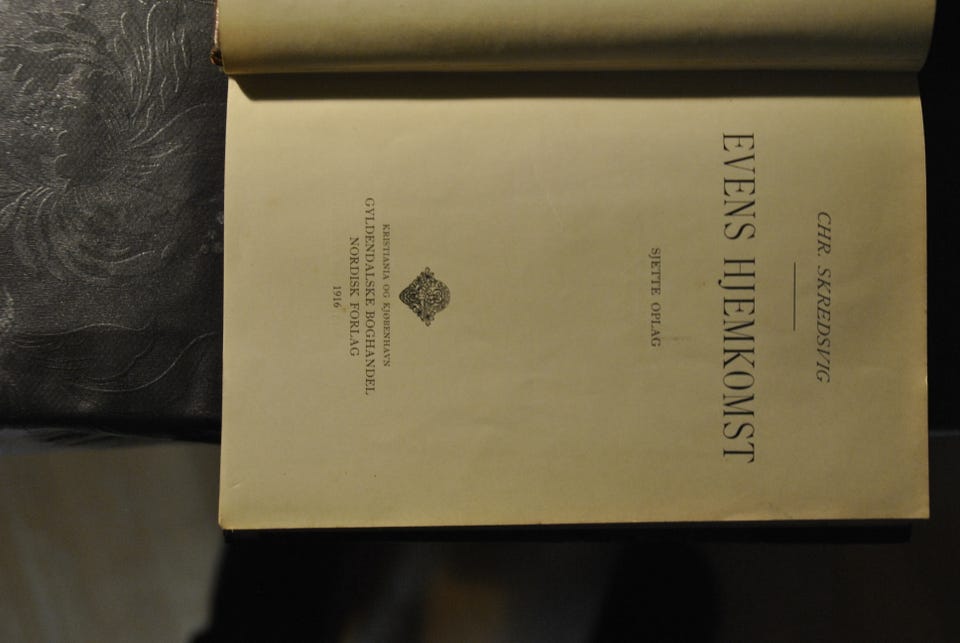 CHR. SKREDSVIG
EVENS HJEMKOMST
SJETTE OPLAG
KRISTIANIA OG KJØBENHAVN
GYLDENDALSKE BOGHANDEL
NORDISK FORLAG
1916